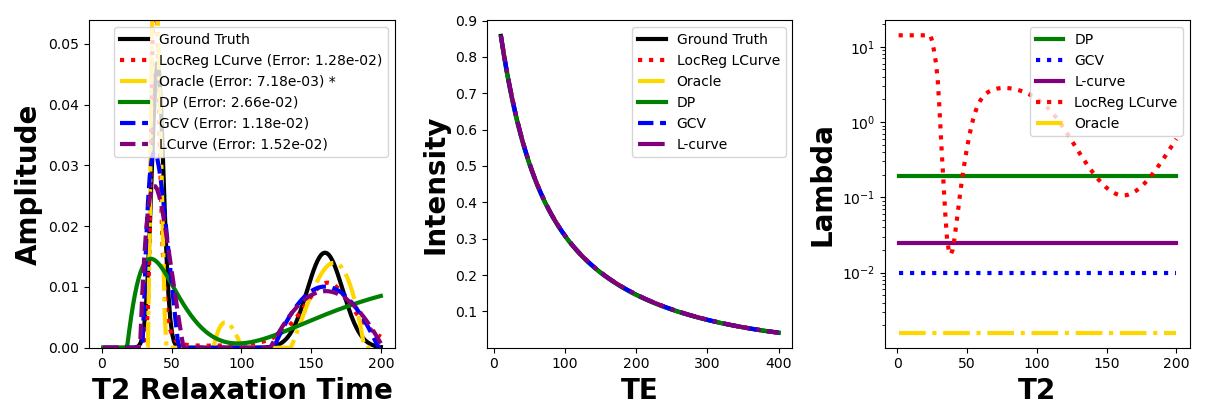 Amplitude
0.05
0.04
0.03
0.02
0.01
0.00
Ground Truth
LocReg LCurve (Error: 1.28e-02)
Oracle (Error: 7.18e-03) *
DP (Error: 2.66e-02)
GCV (Error: 1.18e-02)
LCurve (Error: 1.52e-02)
0 50 100 150 200
T2 Relaxation Time
Intensity
0.9
0.8
0.7
0.6
0.5
0.4
0.3
0.2
0.1
Ground Truth
LocReg LCurve
Oracle
DP
GCV
L-curve
0 100 200 300 400
TE
Lambda
10¹
10⁰
10⁻¹
10⁻²
DP
GCV
L-curve
LocReg LCurve
Oracle
0 50 100 150 200
T2